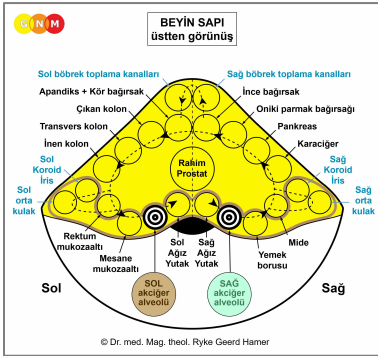 GNM
BEYİN SAPI
üstten görünüş
Sol böbrek toplama kanalları
Sağ böbrek toplama kanalları
Apandiks + Kör bağırsak
İnce bağırsak
Çıkan kolon
Oniki parmak bağırsağı
Transvers kolon
Pankreas
İnen kolon
Karaciğer
Rahim
Prostat
Sol
Koroid
İris
Sağ
Koroid
İris
Sol
orta
kulak
Sağ
orta
kulak
Rektum
mukozaaltı
Mesane
mukozaaltı
Sol
Ağız
Yutak
Sağ
Ağız
Yutak
Yemek
borusu
Mide
SOL
akciğer
alveolü
SAĞ
akciğer
alveolü
Sol
Sağ
© Dr. med. Mag. theol. Ryke Geerd Hamer